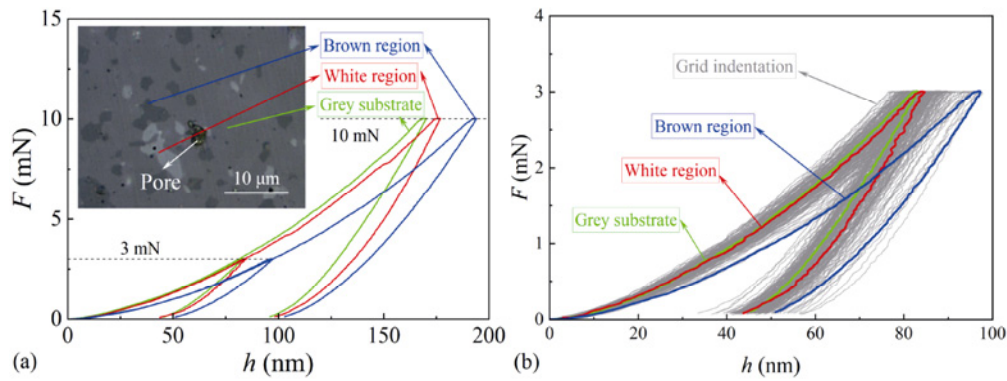 15
10
5
0
F (mN)
Brown region
White region
Grey substrate
10 mN
Pore
10 μm
3 mN
0
50
100
150
200
(a)
h (nm)
4
3
2
1
0
F (mN)
Grid indentation
Brown region
White region
Grey substrate
0
20
40
60
80
100
(b)
h (nm)